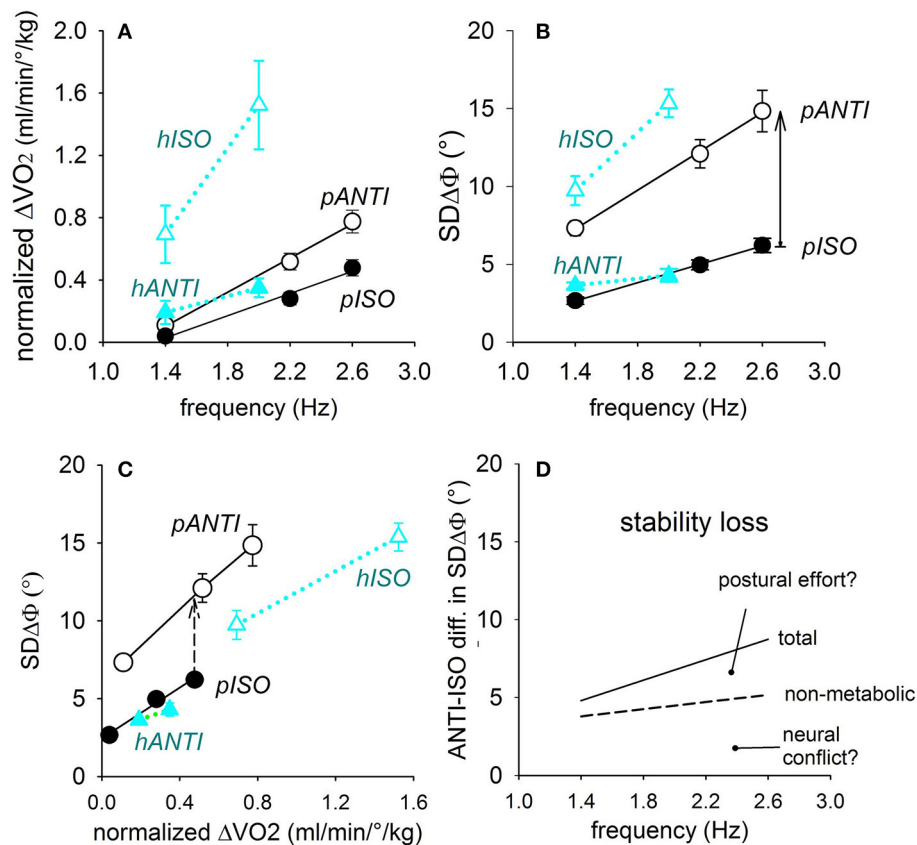 A
normalized ΔVO2 (ml/min/°/kg)
2.0
1.6
1.2
0.8
0.4
0.0
hISO
pANTI
hANTI
pISO
1.0 1.4 1.8 2.2 2.6 3.0
frequency (Hz)
B
SDΔΦ (°)
20
15
10
5
0
hISO
pANTI
pISO
hANTI
1.0 1.4 1.8 2.2 2.6 3.0
frequency (Hz)
C
SDΔΦ (°)
20
15
10
5
0
pANTI
hISO
pISO
hANTI
0.0 0.4 0.8 1.2 1.6
normalized ΔVO2 (ml/min/°/kg)
D
ANTI-ISO diff. in SDΔΦ (°)
20
15
10
5
0
stability loss
postural effort?
total
non-metabolic
neural
conflict?
1.0 1.4 1.8 2.2 2.6 3.0
frequency (Hz)